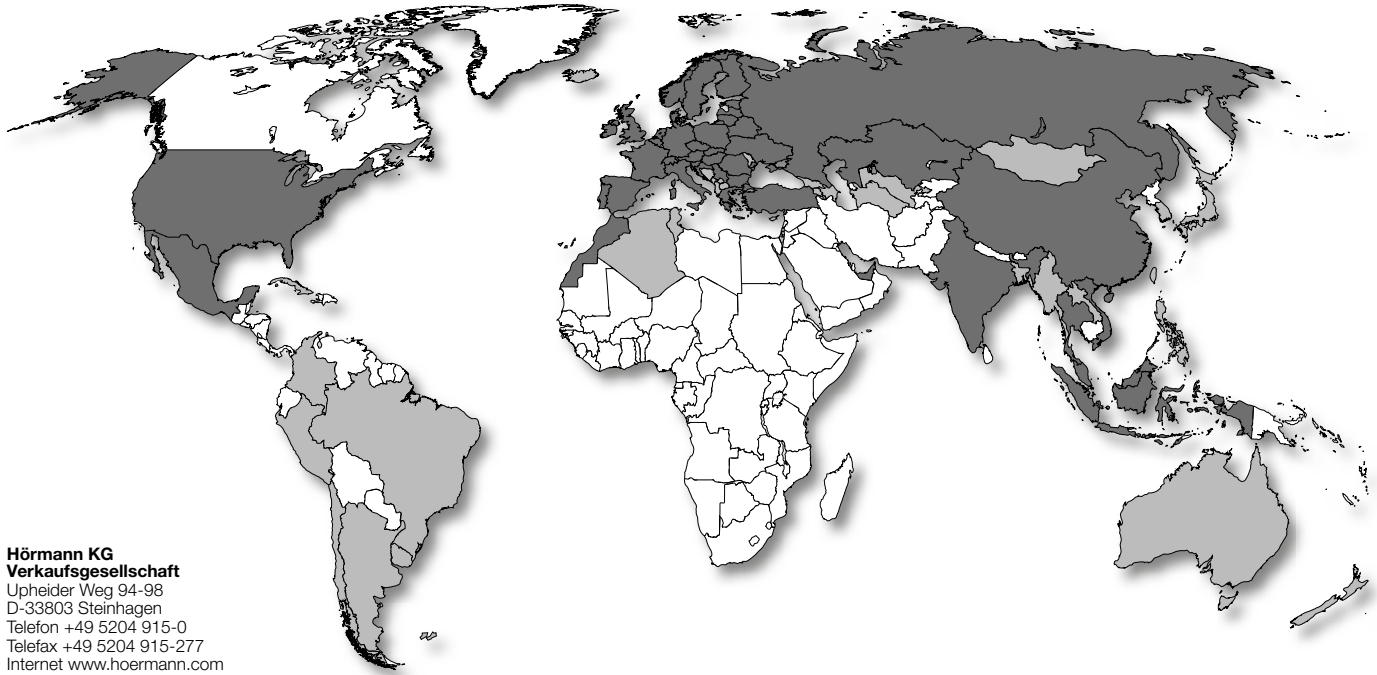 Hörmann KG
Verkaufsgesellschaft
Upheider Weg 94-98
D-33803 Steinhagen
Telefon +49 5204 915-0
Telefax +49 5204 915-277
Internet www.hoermann.com